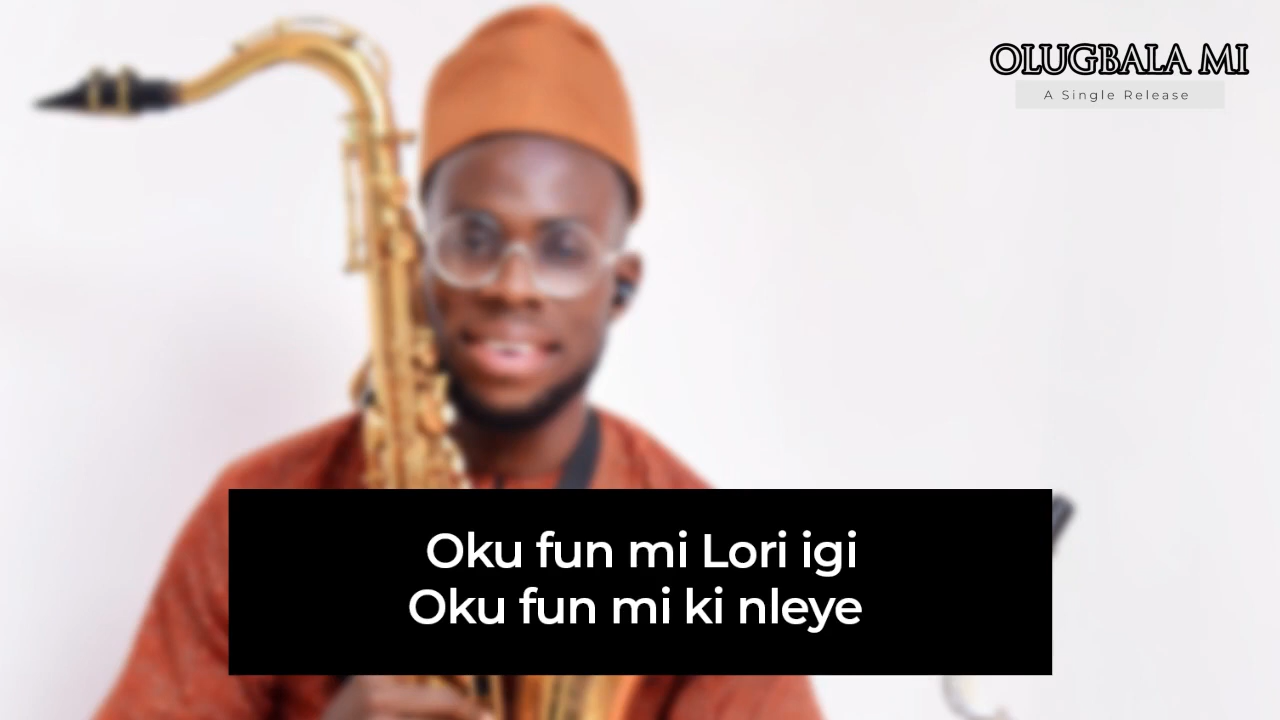 OLUGBALA MI
A Single Release
Oku fun mi Lori igi
Oku fun mi ki nleye